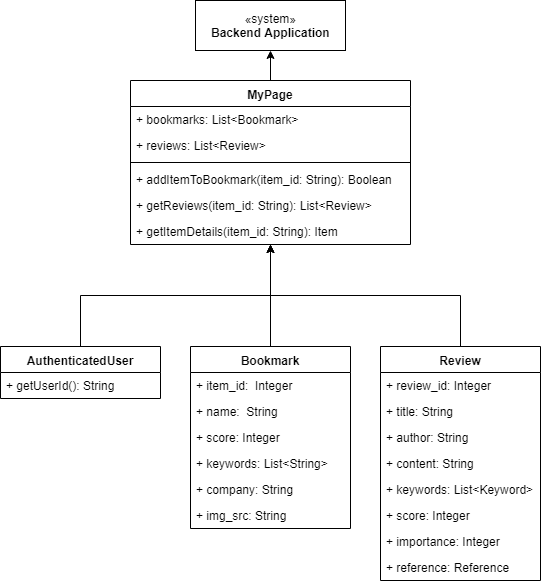 «system»
Backend Application
MyPage
+ bookmarks: List<Bookmark>
+ reviews: List<Review>
+ addItemToBookmark(item_id: String): Boolean
+ getReviews(item_id: String): List<Review>
+ getItemDetails(item_id: String): Item
AuthenticatedUser
+ getUserId(): String
Bookmark
+ item_id:  Integer
+ name:  String
+ score: Integer
+ keywords: List<String>
+ company: String
+ img_src: String
Review
+ review_id: Integer
+ title: String
+ author: String
+ content: String
+ keywords: List<Keyword>
+ score: Integer
+ importance: Integer
+ reference: Reference